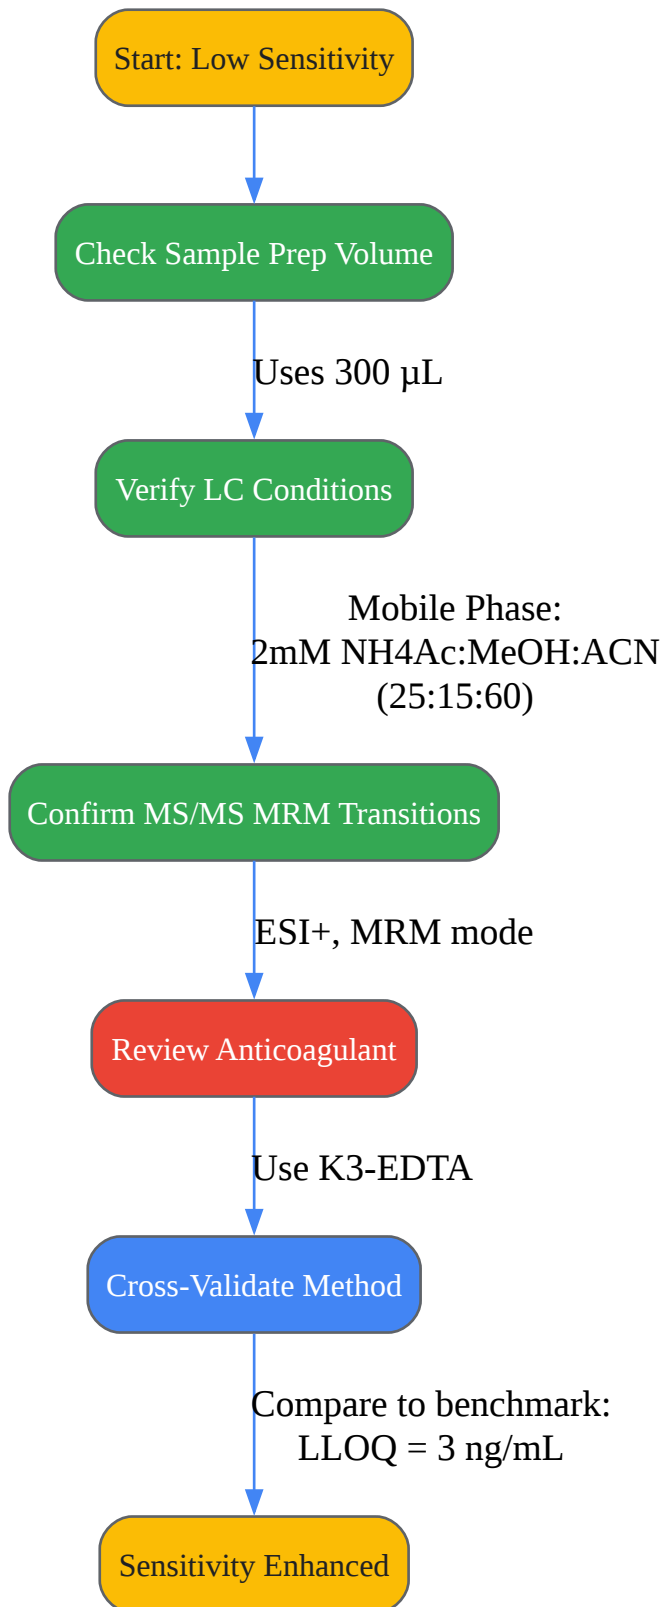 Start: Low Sensitivity
Check Sample Prep Volume
Uses 300 µL
Verify LC Conditions
Mobile Phase:
2mM NH4Ac:MeOH:ACN
(25:15:60)
Confirm MS/MS MRM Transitions
ESI+, MRM mode
Review Anticoagulant
Use K3-EDTA
Cross-Validate Method
Compare to benchmark:
LLOQ = 3 ng/mL
Sensitivity Enhanced